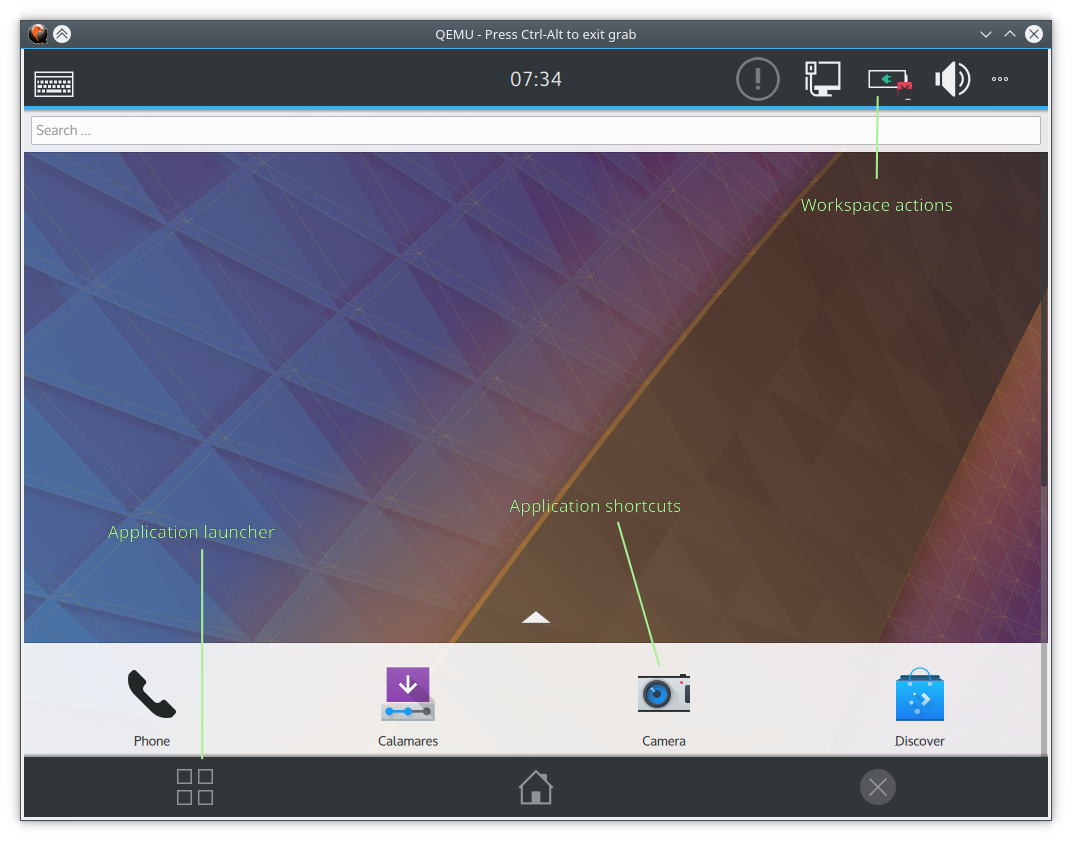 QEMU - Press Ctrl-Alt to exit grab
07:34
Search ...
Workspace actions
Application shortcuts
Application launcher
Phone
Calamares
Camera
Discover